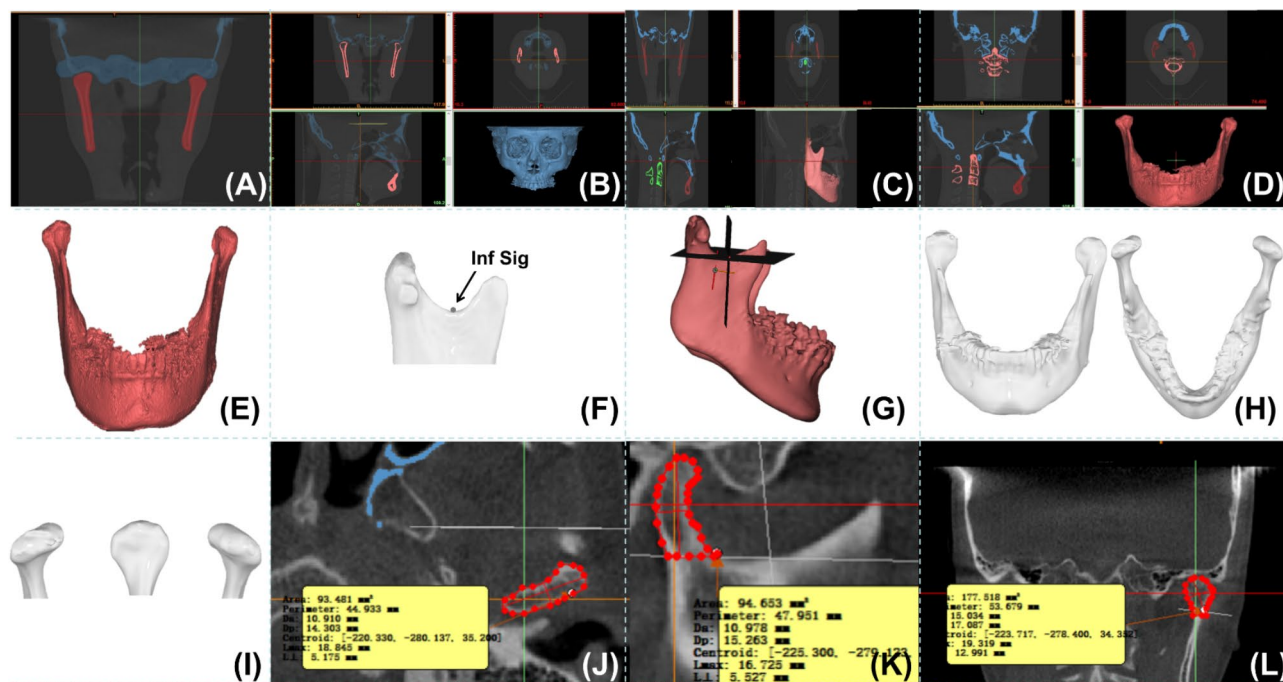 (A)
(B)
(C)
(D)
Inf Sig
(E)
(F)
(G)
(H)
(I)
Area: 93.481 mm²
Perimeter: 44.933 mm
Da: 10.910 mm
Dp: 14.303 mm
Centroid: [-220.330, -280.137, 35.200]
Lmax: 18.845 mm
5.175 mm
(J)
Area: 94.653 mm²
Perimeter: 47.951 mm
Da: 10.978 mm
Dp: 15.263 mm
Centroid: [-225.300, -279.123
Lmax: 16.725 mm
5.527 mm
(K)
a: 177.518 mm²
imeter: 53.679 mm
15.034 mm
17.087 mm
troid: [-223.717, -278.400, 34.352]
19.319 mm
12.991 mm
(L)